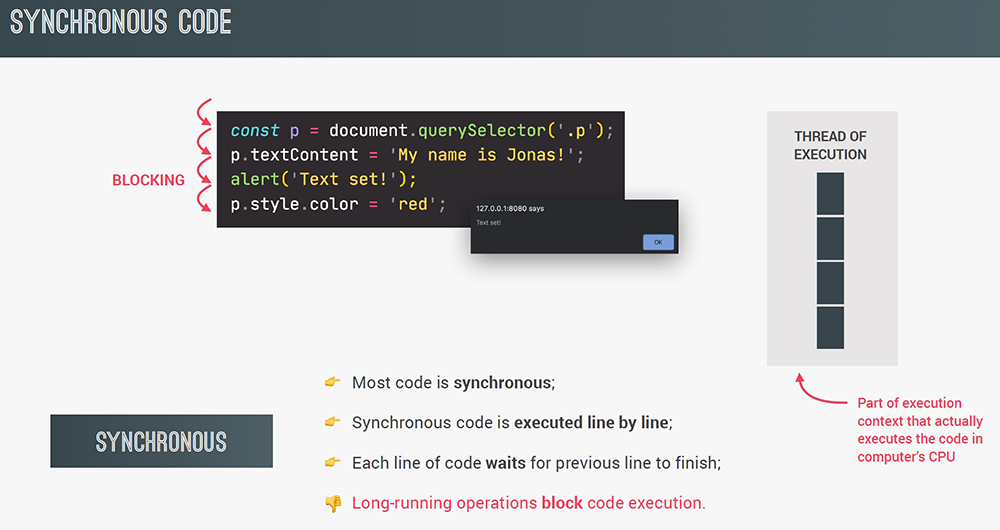 SYNCHRONOUS CODE
BLOCKING
const p = document.querySelector('.p');
p.textContent = 'My name is Jonas!';
alert('Text set!');
p.style.color = 'red';
127.0.0.1:8080 says
Text set!
OK
THREAD OF
EXECUTION
Part of execution
context that actually
executes the code in
computer's CPU
SYNCHRONOUS
👉 Most code is synchronous;
👉 Synchronous code is executed line by line;
👉 Each line of code waits for previous line to finish;
👎 Long-running operations block code execution.